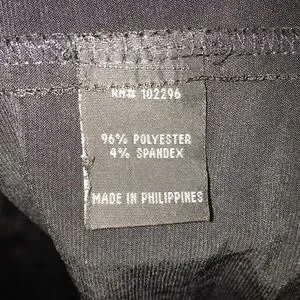 RN# 102296
96% POLYESTER
4% SPANDEX
MADE IN PHILIPPINES